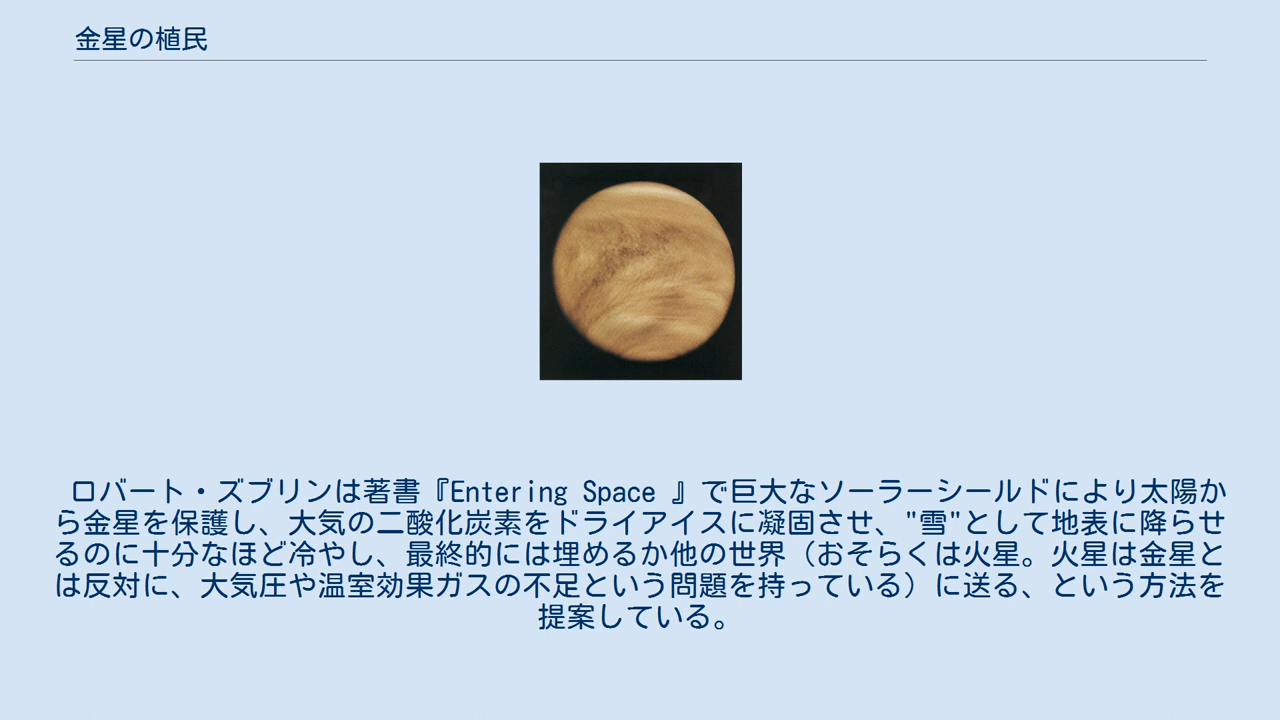 金星の植民
ロバート・ズブリンは著書『Entering Space 』で巨大なソーラーシールドにより太陽か
ら金星を保護し、大気の二酸化炭素をドライアイスに凝固させ、"雪"として地表に降らせ
るのに十分なほど冷やし、最終的には埋めるか他の世界（おそらくは火星。火星は金星と
は反対に、大気圧や温室効果ガスの不足という問題を持っている）に送る、という方法を
提案している。